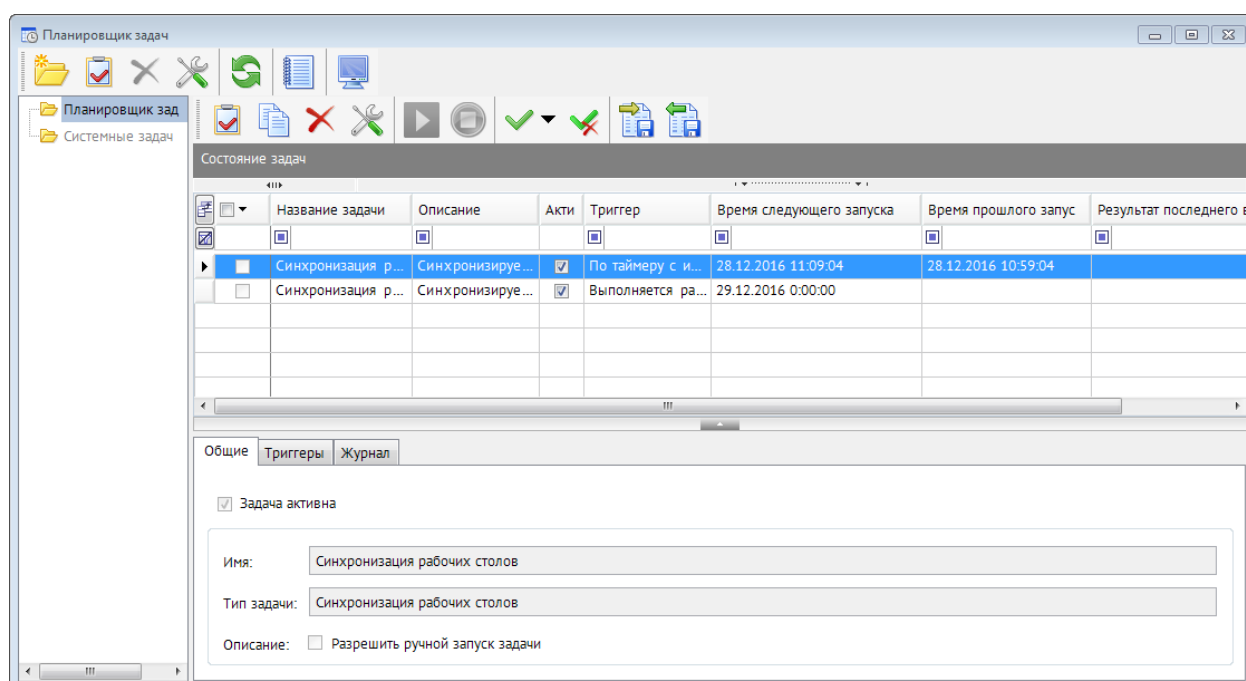 Планировщик задач
Планировщик зад
Системные задач
Состояние задач
Название задачи Описание Акти Триггер Время следующего запуска Время прошлого запус Результат последнего в
Синхронизация р... Синхронизируе... По таймеру с и... 28.12.2016 11:09:04 28.12.2016 10:59:04
Синхронизация р... Синхронизируе... Выполняется ра... 29.12.2016 0:00:00
Общие Триггеры Журнал
Задача активна
Имя: Синхронизация рабочих столов
Тип задачи: Синхронизация рабочих столов
Описание: Разрешить ручной запуск задачи